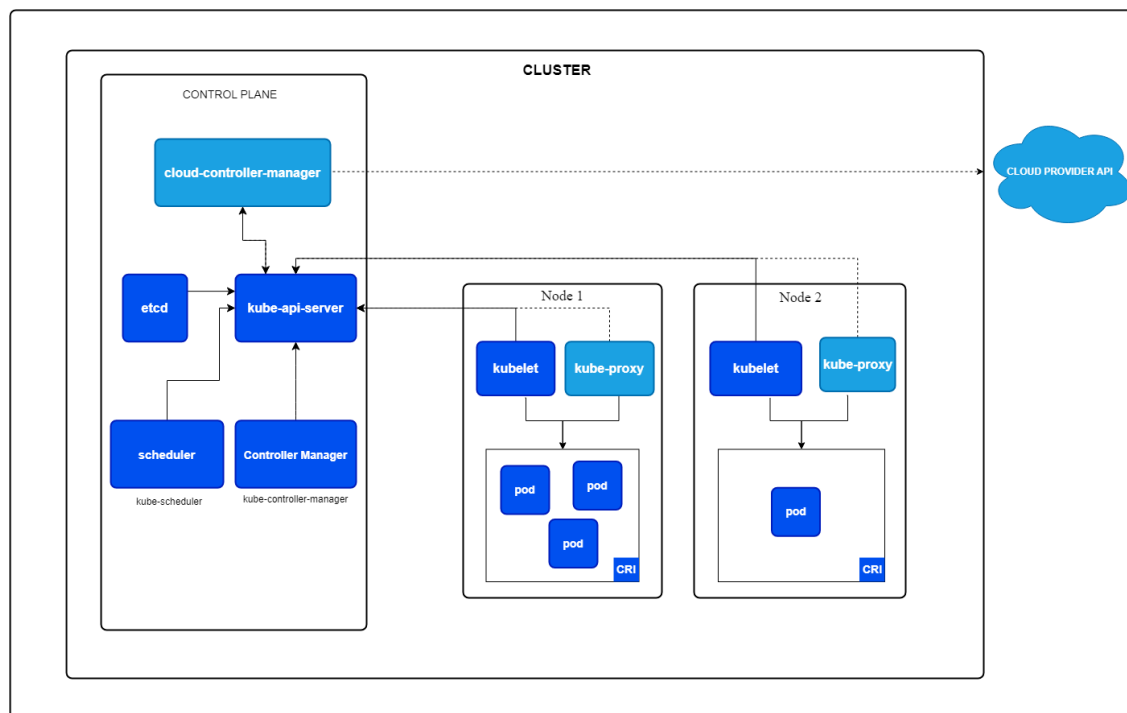 CLUSTER
CONTROL PLANE
cloud-controller-manager
CLOUD PROVIDER API
etcd
kube-api-server
Node 1
Node 2
kubelet
kube-proxy
kubelet
kube-proxy
scheduler
Controller Manager
kube-scheduler
kube-controller-manager
pod
pod
pod
CRI
pod
CRI